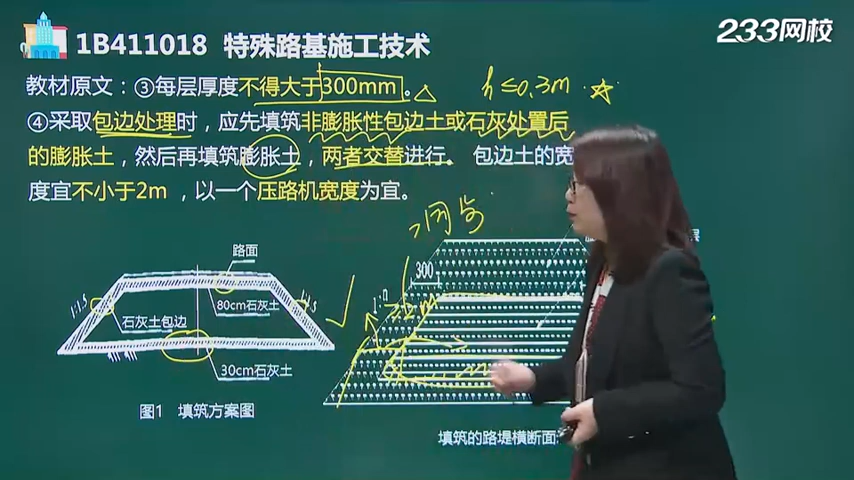 1B411018 特殊路基施工技术
233网校
教材原文：③每层厚度不得大于300mm。
h≤0.3m
④采取包边处理时，应先填筑非膨胀性包边土或石灰处置后
的膨胀土，然后再填筑膨胀土，两者交替进行。 包边土的宽
度宜不小于2m ，以一个压路机宽度为宜。
路面
300
1:n
≥2m
1:1.5
80cm石灰土
石灰土包边
30cm石灰土
图1 填筑方案图
填筑的路堤横断面